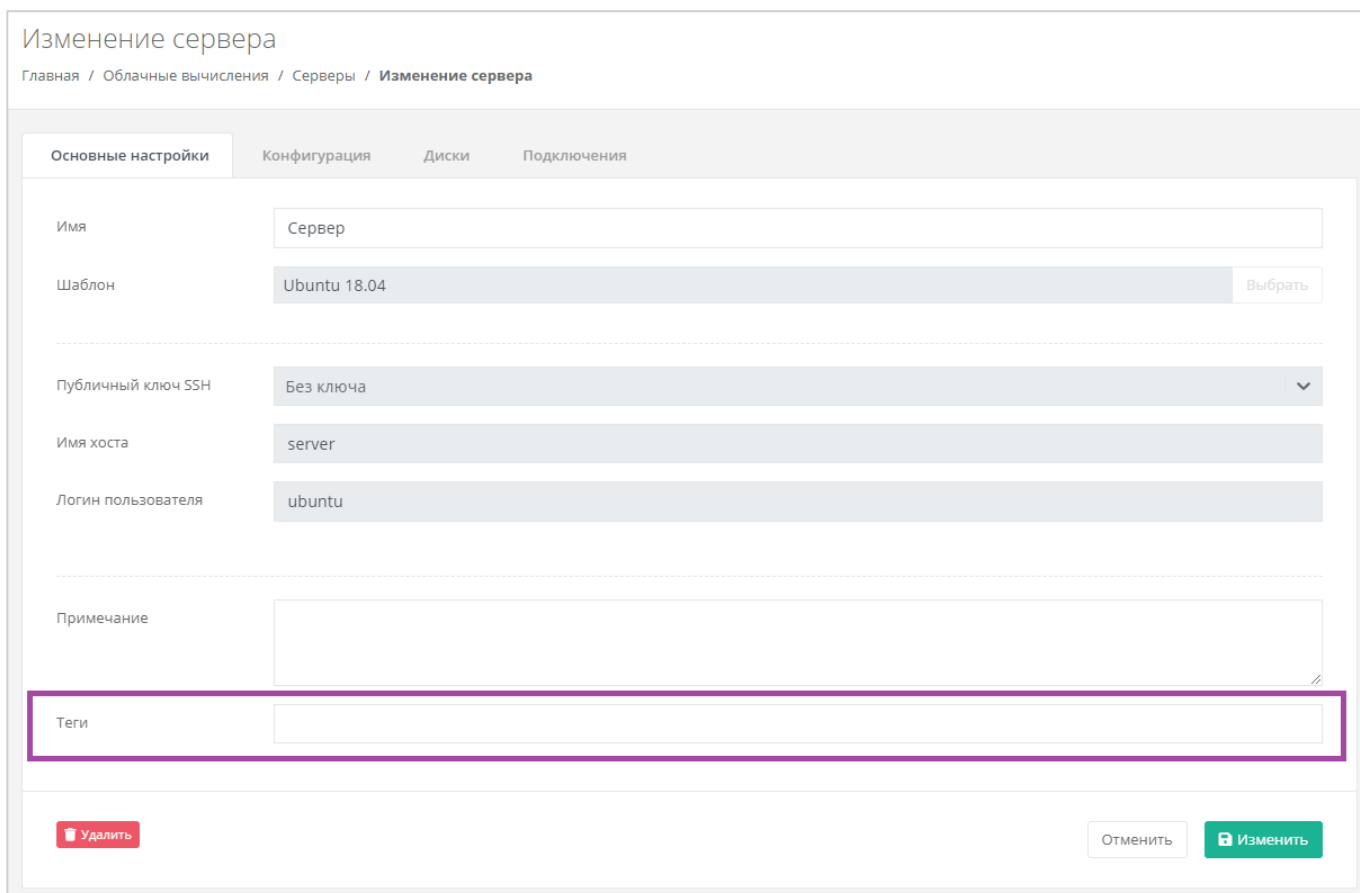 Изменение сервера
Главная / Облачные вычисления / Серверы / Изменение сервера
Основные настройки Конфигурация Диски Подключения
Имя Сервер
Шаблон Ubuntu 18.04 Выбрать
Публичный ключ SSH Без ключа
Имя хоста server
Логин пользователя ubuntu
Примечание
Теги
Удалить Отменить Изменить